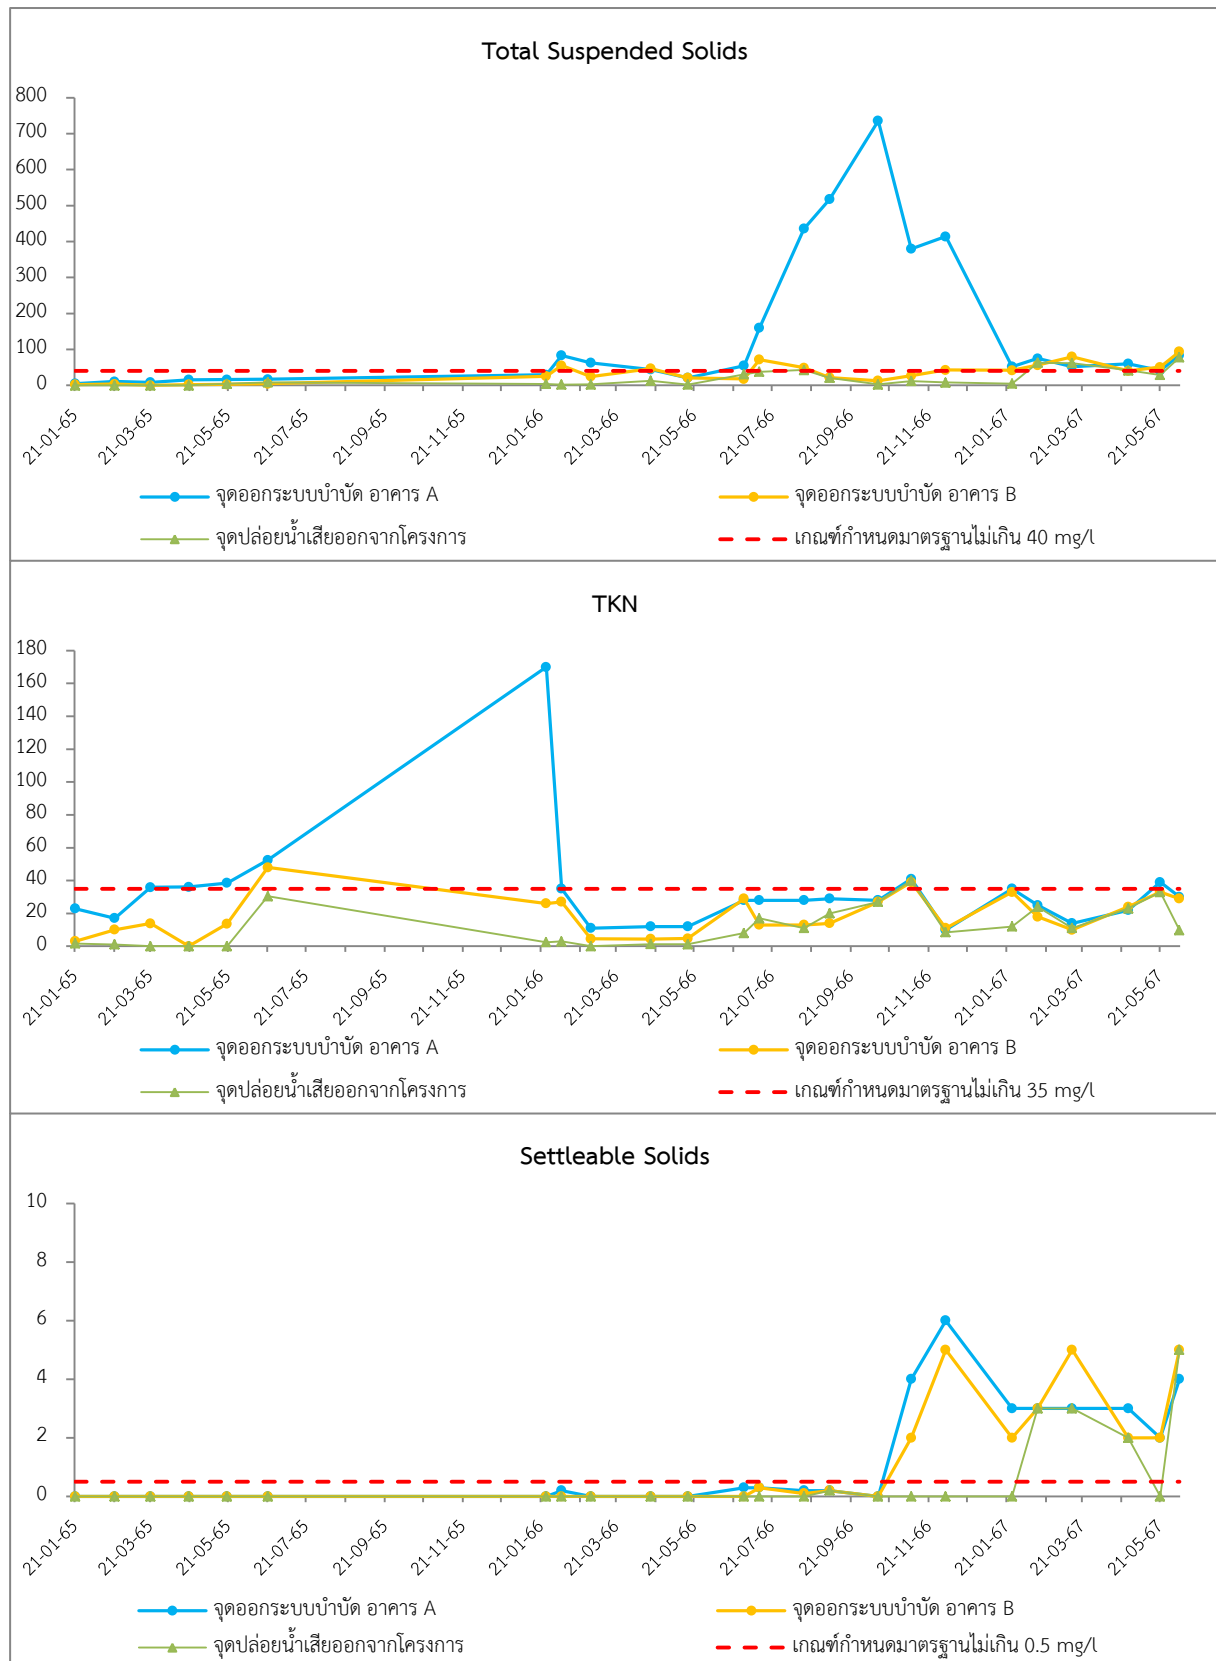 Total Suspended Solids
800
700
600
500
400
300
200
100
0
21-01-65 21-03-65 21-05-65 21-07-65 21-09-65 21-11-65 21-01-66 21-03-66 21-05-66 21-07-66 21-09-66 21-11-66 21-01-67 21-03-67 21-05-67
จุดออกระบบบำบัด อาคาร A จุดออกระบบบำบัด อาคาร B
จุดปล่อยน้ำเสียออกจากโครงการ เกณฑ์กำหนดมาตรฐานไม่เกิน 40 mg/l
TKN
180
160
140
120
100
80
60
40
20
0
21-01-65 21-03-65 21-05-65 21-07-65 21-09-65 21-11-65 21-01-66 21-03-66 21-05-66 21-07-66 21-09-66 21-11-66 21-01-67 21-03-67 21-05-67
จุดออกระบบบำบัด อาคาร A จุดออกระบบบำบัด อาคาร B
จุดปล่อยน้ำเสียออกจากโครงการ เกณฑ์กำหนดมาตรฐานไม่เกิน 35 mg/l
Settleable Solids
10
8
6
4
2
0
21-01-65 21-03-65 21-05-65 21-07-65 21-09-65 21-11-65 21-01-66 21-03-66 21-05-66 21-07-66 21-09-66 21-11-66 21-01-67 21-03-67 21-05-67
จุดออกระบบบำบัด อาคาร A จุดออกระบบบำบัด อาคาร B
จุดปล่อยน้ำเสียออกจากโครงการ เกณฑ์กำหนดมาตรฐานไม่เกิน 0.5 mg/l